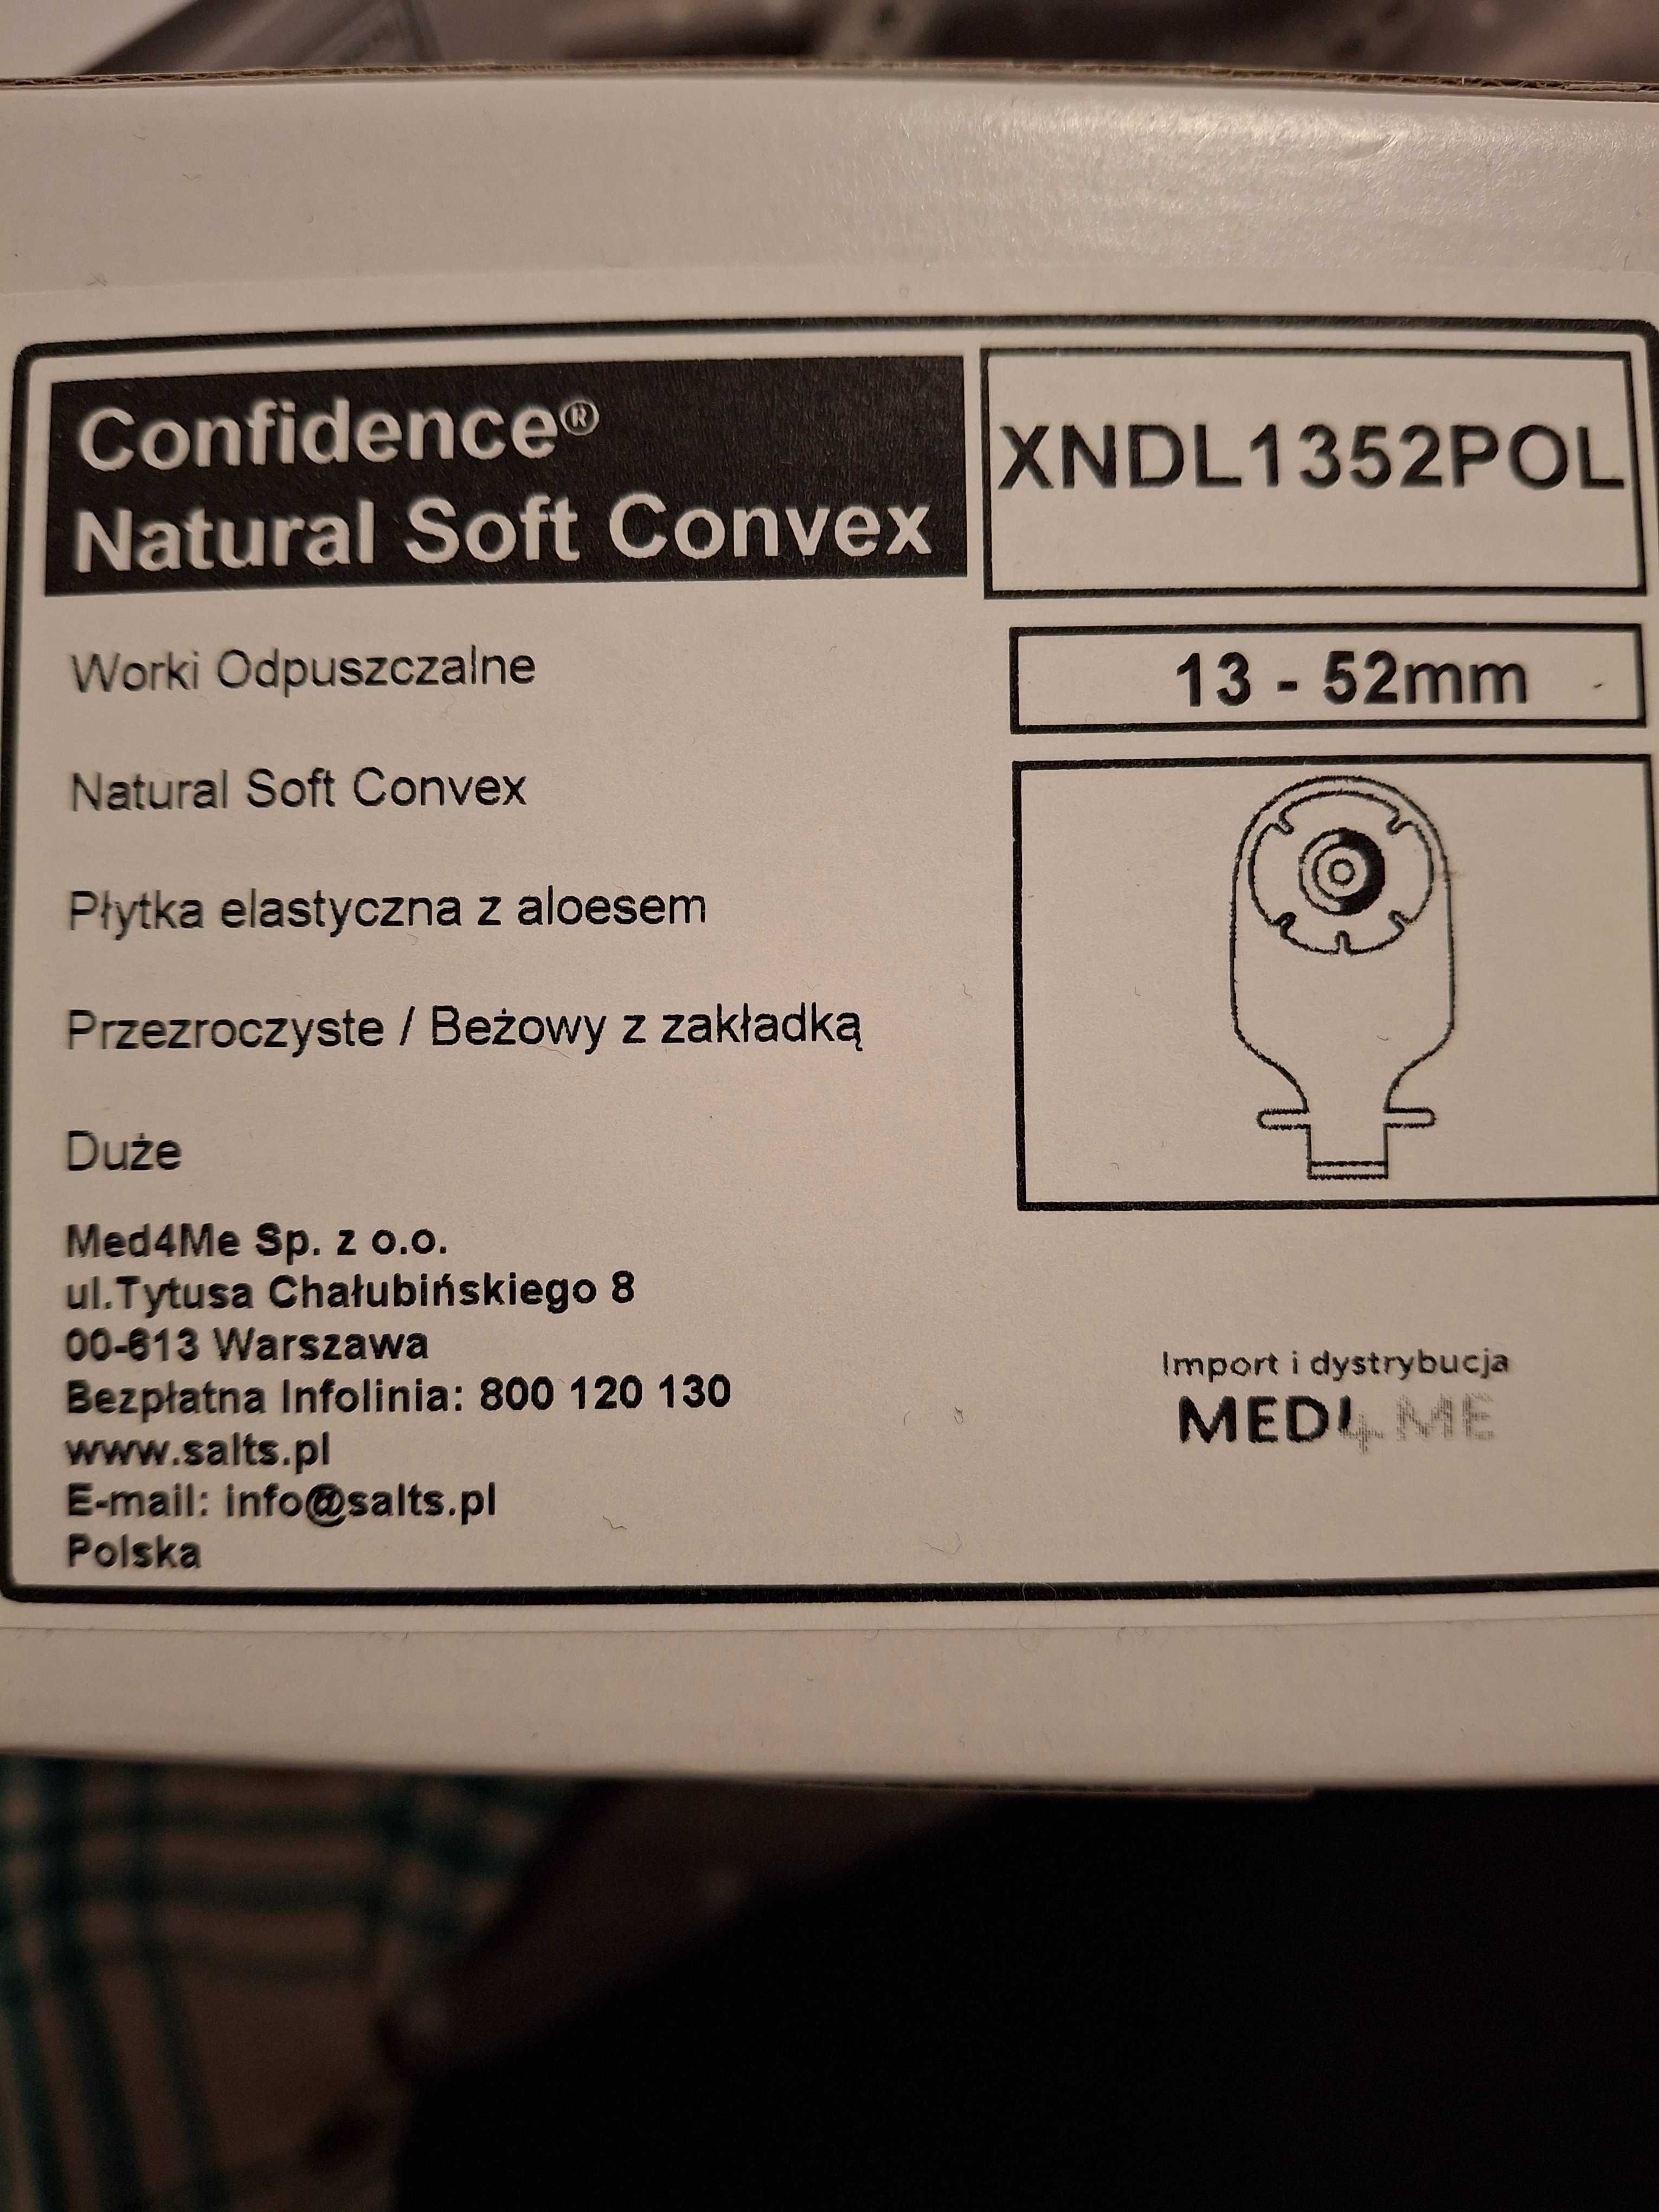 Confidence®
Natural Soft Convex
XNDL1352POL
13 - 52mm
Worki Odpuszczalne
Natural Soft Convex
Płytka elastyczna z aloesem
Przezroczyste / Beżowy z zakładką
Duże
Med4Me Sp. z o.o.
ul.Tytusa Chałubińskiego 8
00-613 Warszawa
Bezpłatna Infolinia: 800 120 130
www.salts.pl
E-mail: info@salts.pl
Polska
Import i dystrybucja
MED4ME